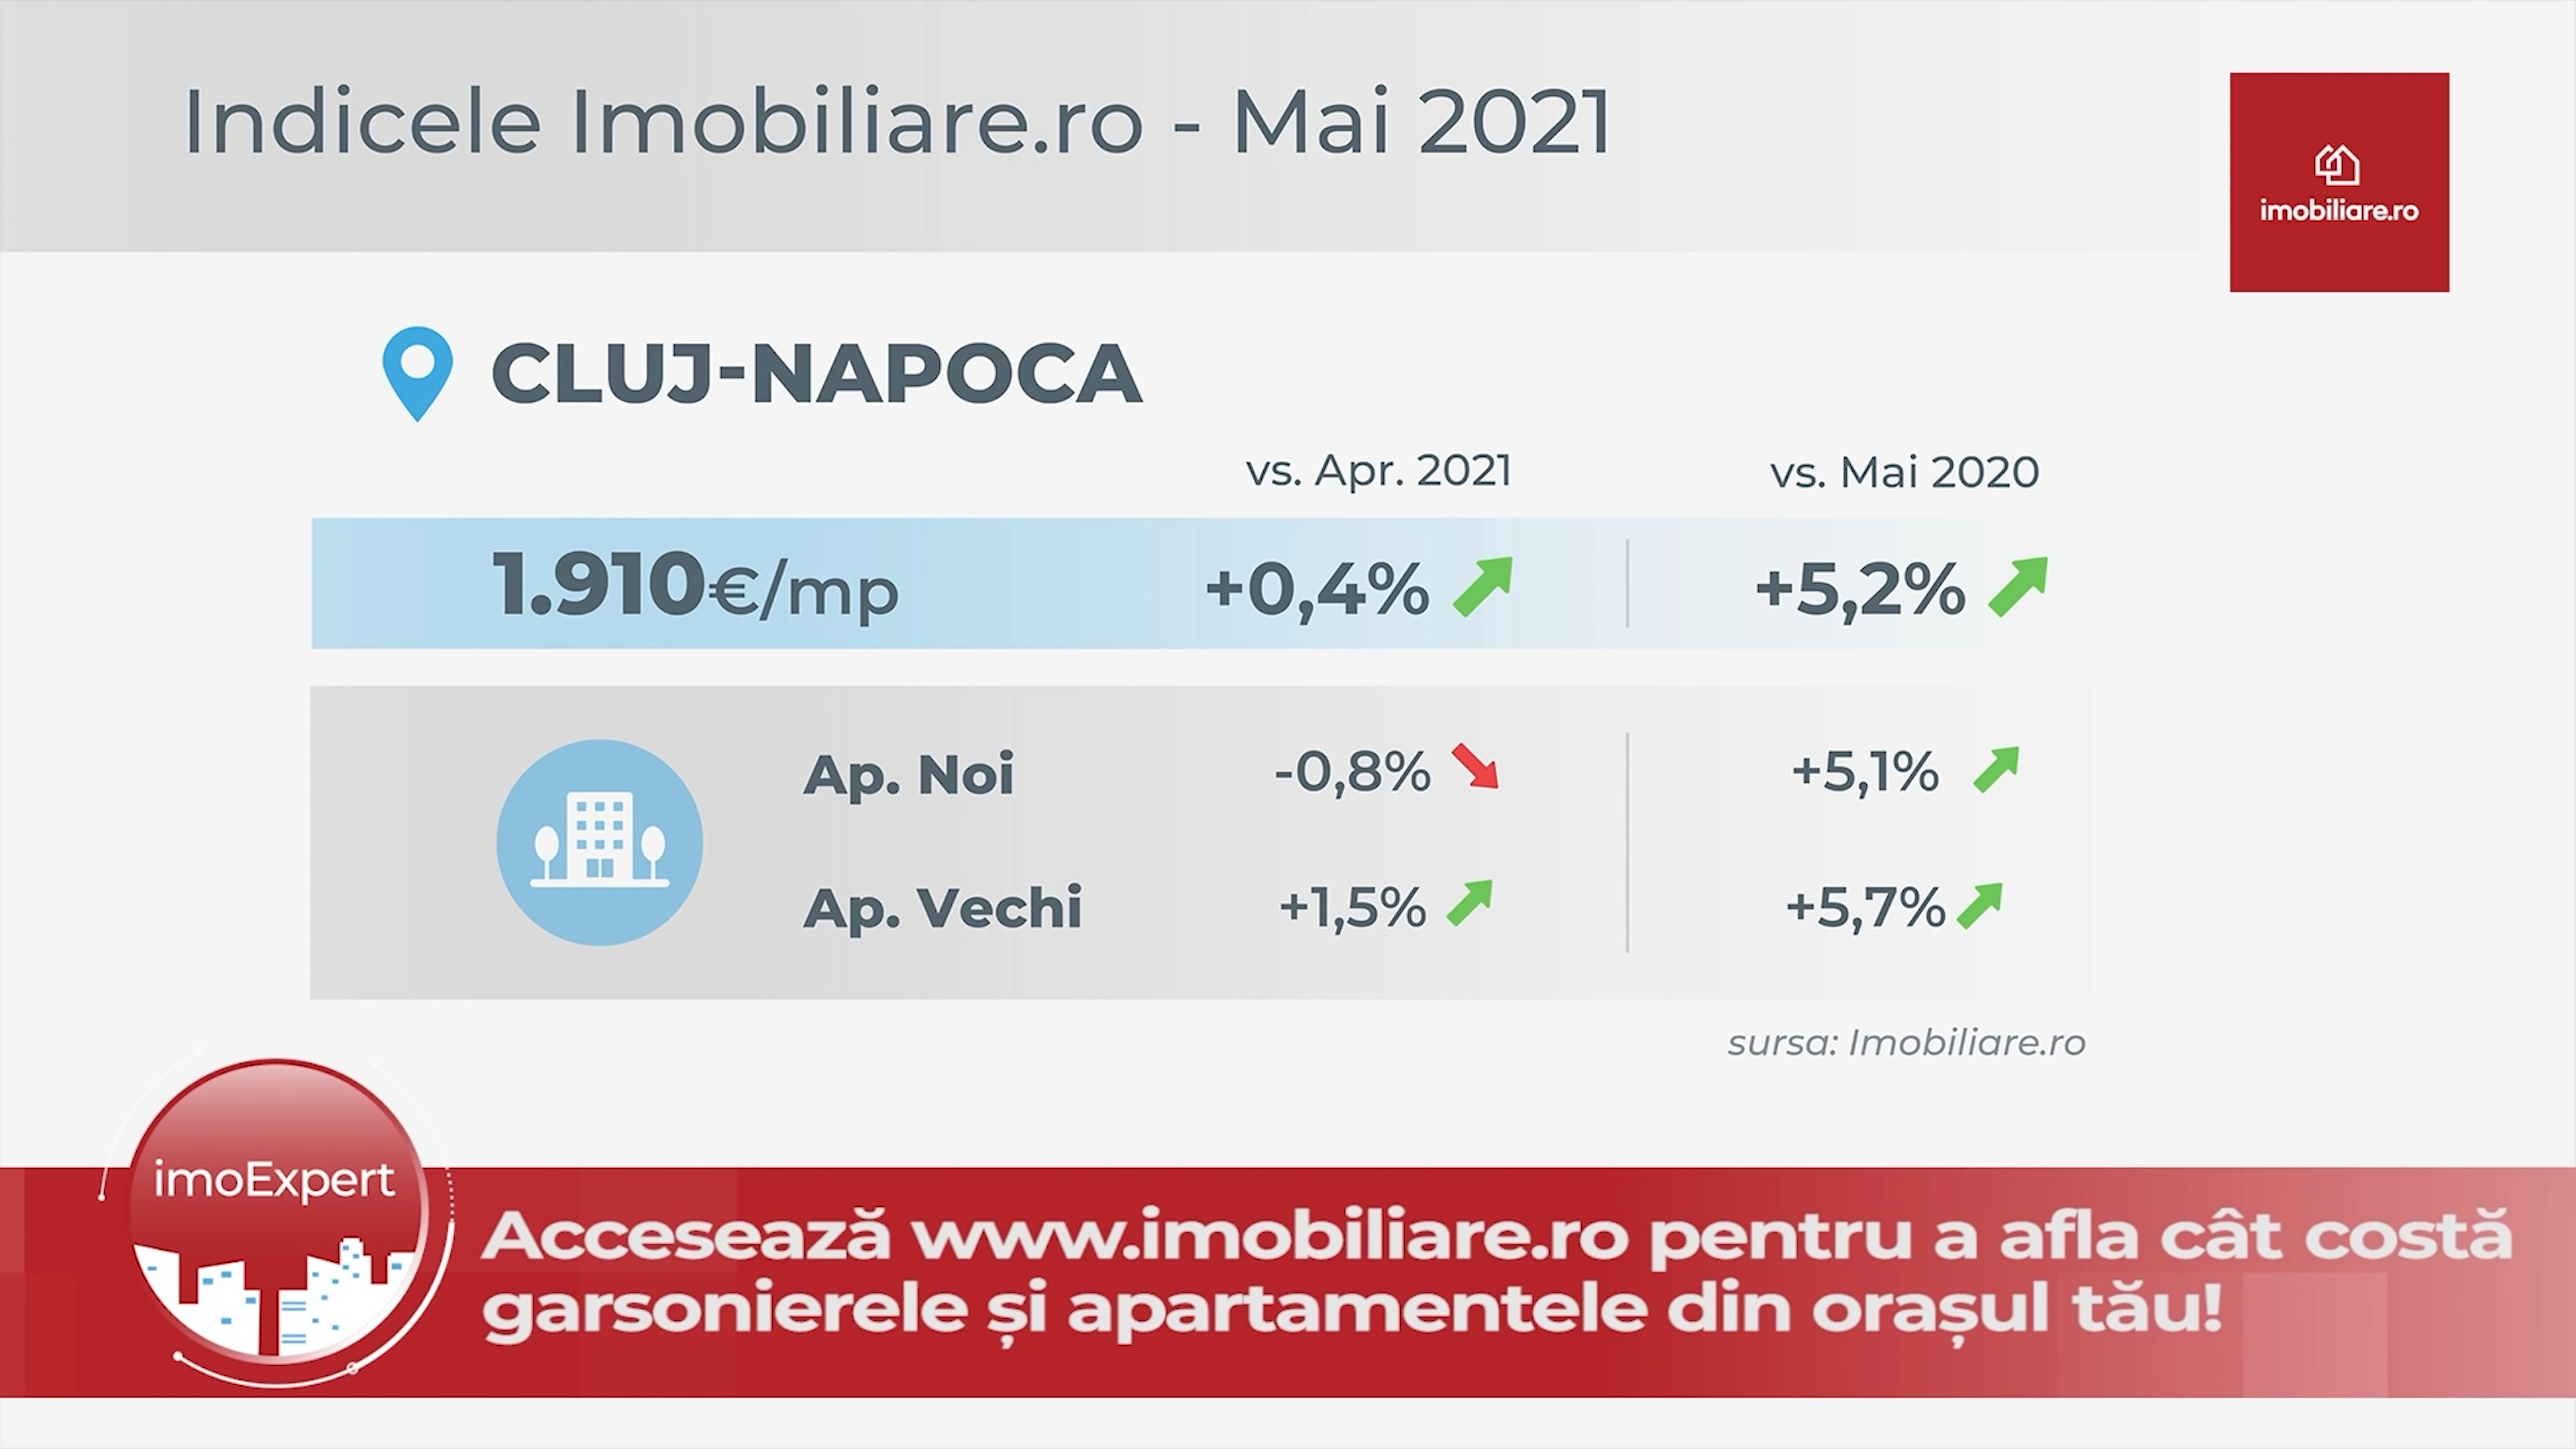 Indicele Imobiliare.ro - Mai 2021
imobiliare.ro
CLUJ-NAPOCA
vs. Apr. 2021
vs. Mai 2020
1.910€/mp
+0,4%
+5,2%
Ap. Noi
-0,8%
+5,1%
Ap. Vechi
+1,5%
+5,7%
sursa: Imobiliare.ro
imoExpert
Accesează www.imobiliare.ro pentru a afla cât costă
garsonierele și apartamentele din orașul tău!